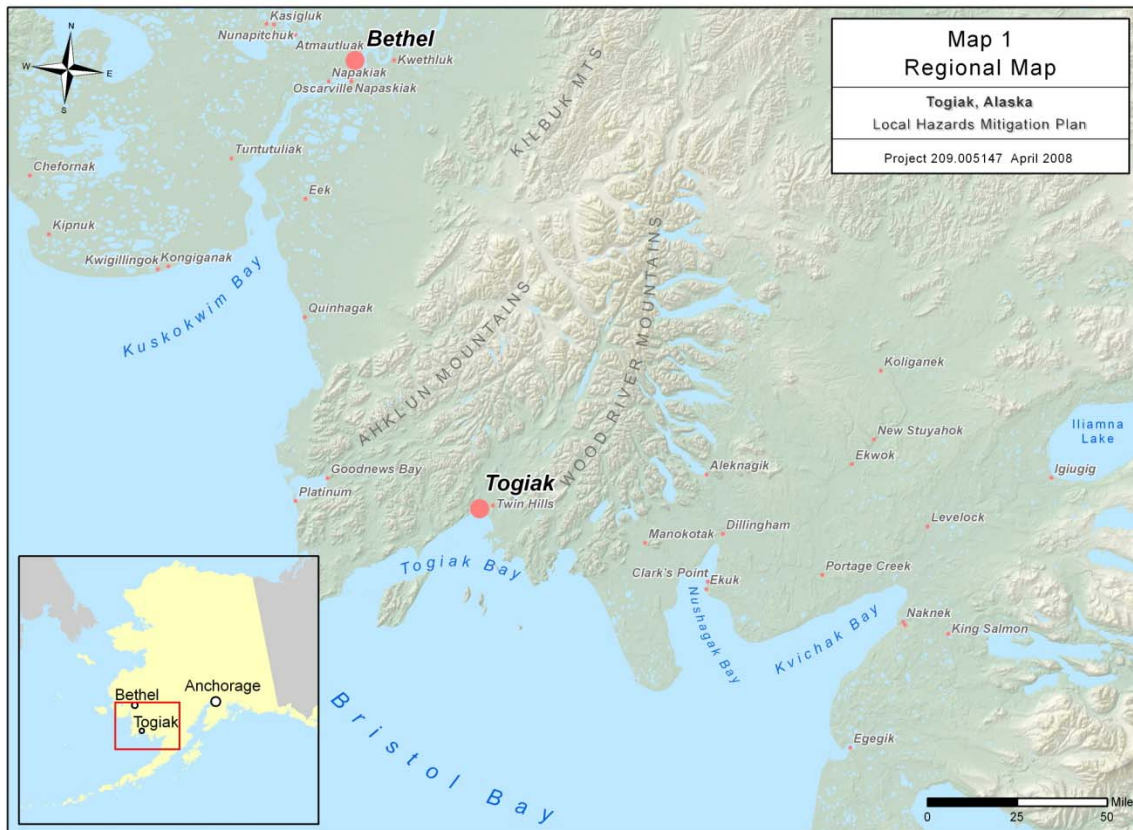 Map 1
Regional Map
Togiak, Alaska
Local Hazards Mitigation Plan
Project 209.005147 April 2008
N
W
E
S
Kasigluk
Nunapitchuk
Atmautluak
Bethel
Kwethluk
Napakiak
Oscarville
Napaskiak
Tuntutuliak
Chefornak
Eek
Kipnuk
Kwigillingok
Kongiganak
Kuskokwim Bay
Quinhagak
KILBUK MTS
AHKLUN MOUNTAINS
WOOD RIVER MOUNTAINS
Koliganek
New Stuyahok
Ekwok
Iliamna
Lake
Igiugig
Goodnews Bay
Platinum
Togiak
Twin Hills
Aleknagik
Levelock
Manokotak
Dillingham
Togiak Bay
Clark's Point
Ekuk
Portage Creek
Nushagak Bay
Kvichak Bay
Naknek
King Salmon
Bristol Bay
Egegik
Bethel
Anchorage
Togiak
Mile
0
25
50